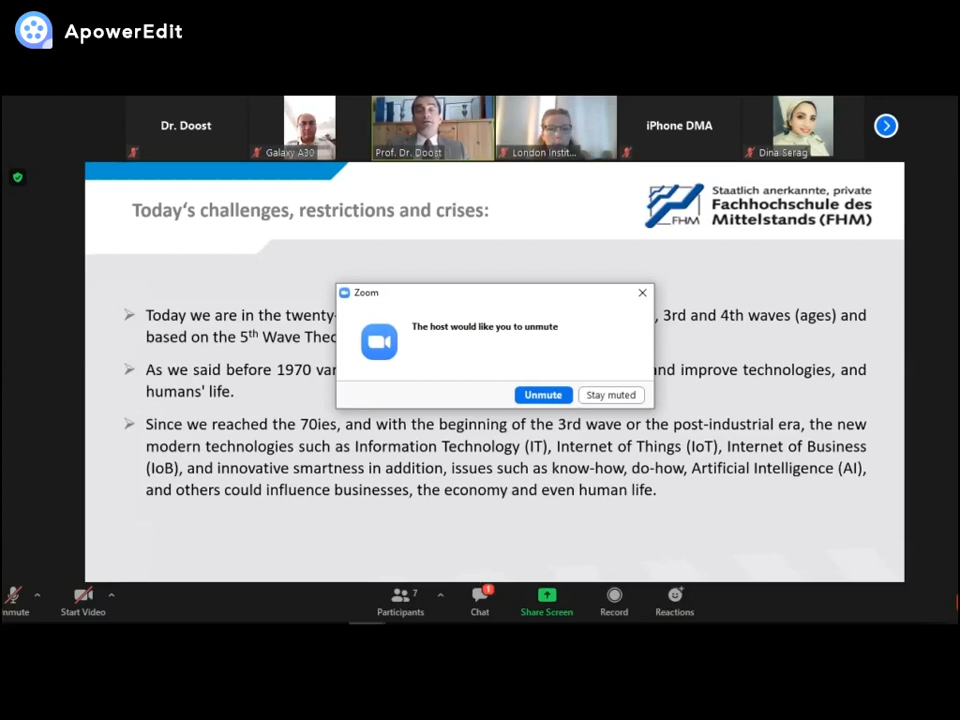 ApowerEdit
Dr. Doost
iPhone DMA
Galaxy A30
Prof. Dr. Doost
London Instit...
Dina Serag
Today's challenges, restrictions and crises:
Staatlich anerkannte, private
Fachhochschule des
Mittelstands (FHM)
FHM
Zoom
The host would like you to unmute
Unmute
Stay muted
Today we are in the twenty-
, 3rd and 4th waves (ages) and
based on the 5th Wave Theo
As we said before 1970 var
and improve technologies, and
humans' life.
Since we reached the 70ies, and with the beginning of the 3rd wave or the post-industrial era, the new
modern technologies such as Information Technology (IT), Internet of Things (IoT), Internet of Business
(IoB), and innovative smartness in addition, issues such as know-how, do-how, Artificial Intelligence (AI),
and others could influence businesses, the economy and even human life.
7
1
nmute
Start Video
Participants
Chat
Share Screen
Record
Reactions